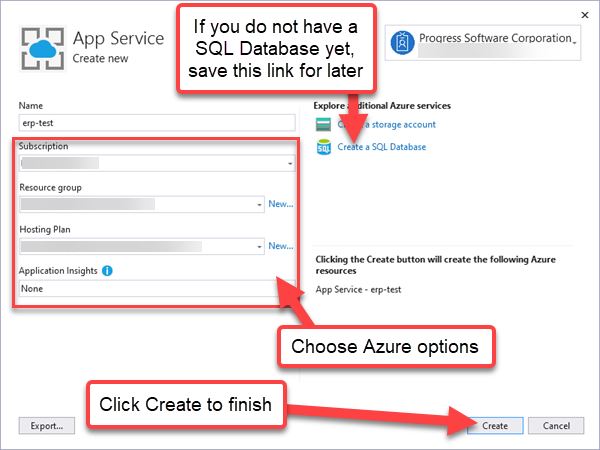 App Service
Create new
If you do not have a
SQL Database yet,
save this link for later
Progress Software Corporation
Name
erp-test
Subscription
Resource group
New...
Hosting Plan
New...
Application Insights
None
Explore additional Azure services
a storage account
SQL
Create a SQL Database
Clicking the Create button will create the following Azure
resources
App Service - erp-test
Choose Azure options
Click Create to finish
Export...
Create
Cancel